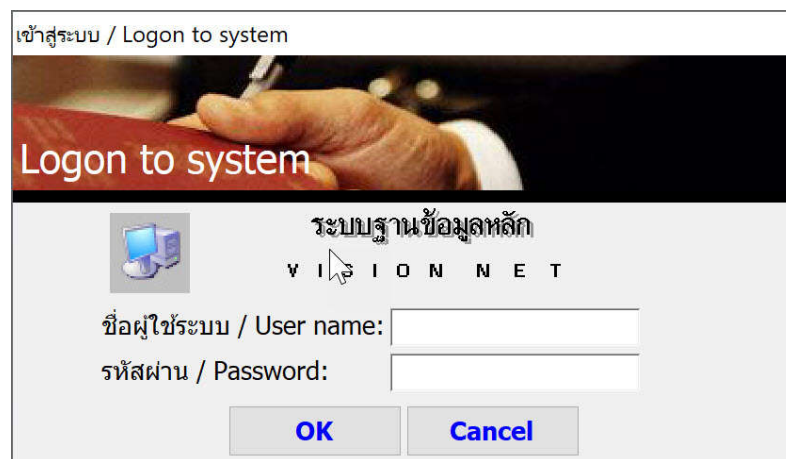 เข้าสู่ระบบ / Logon to system
Logon to system
ระบบฐานข้อมูลหลัก
VISION NET
ชื่อผู้ใช้ระบบ / User name:
รหัสผ่าน / Password:
OK Cancel